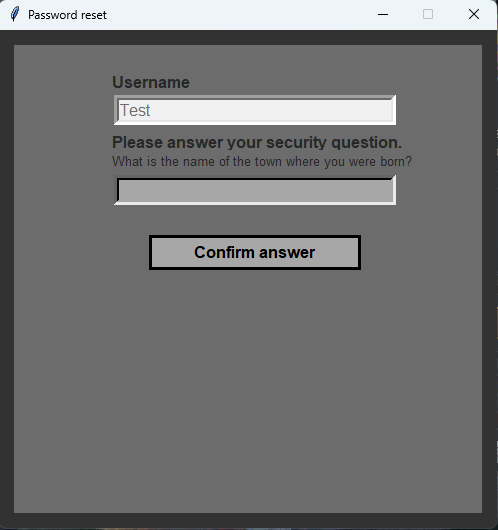 Password reset
Username
Test
Please answer your security question.
What is the name of the town where you were born?
Confirm answer